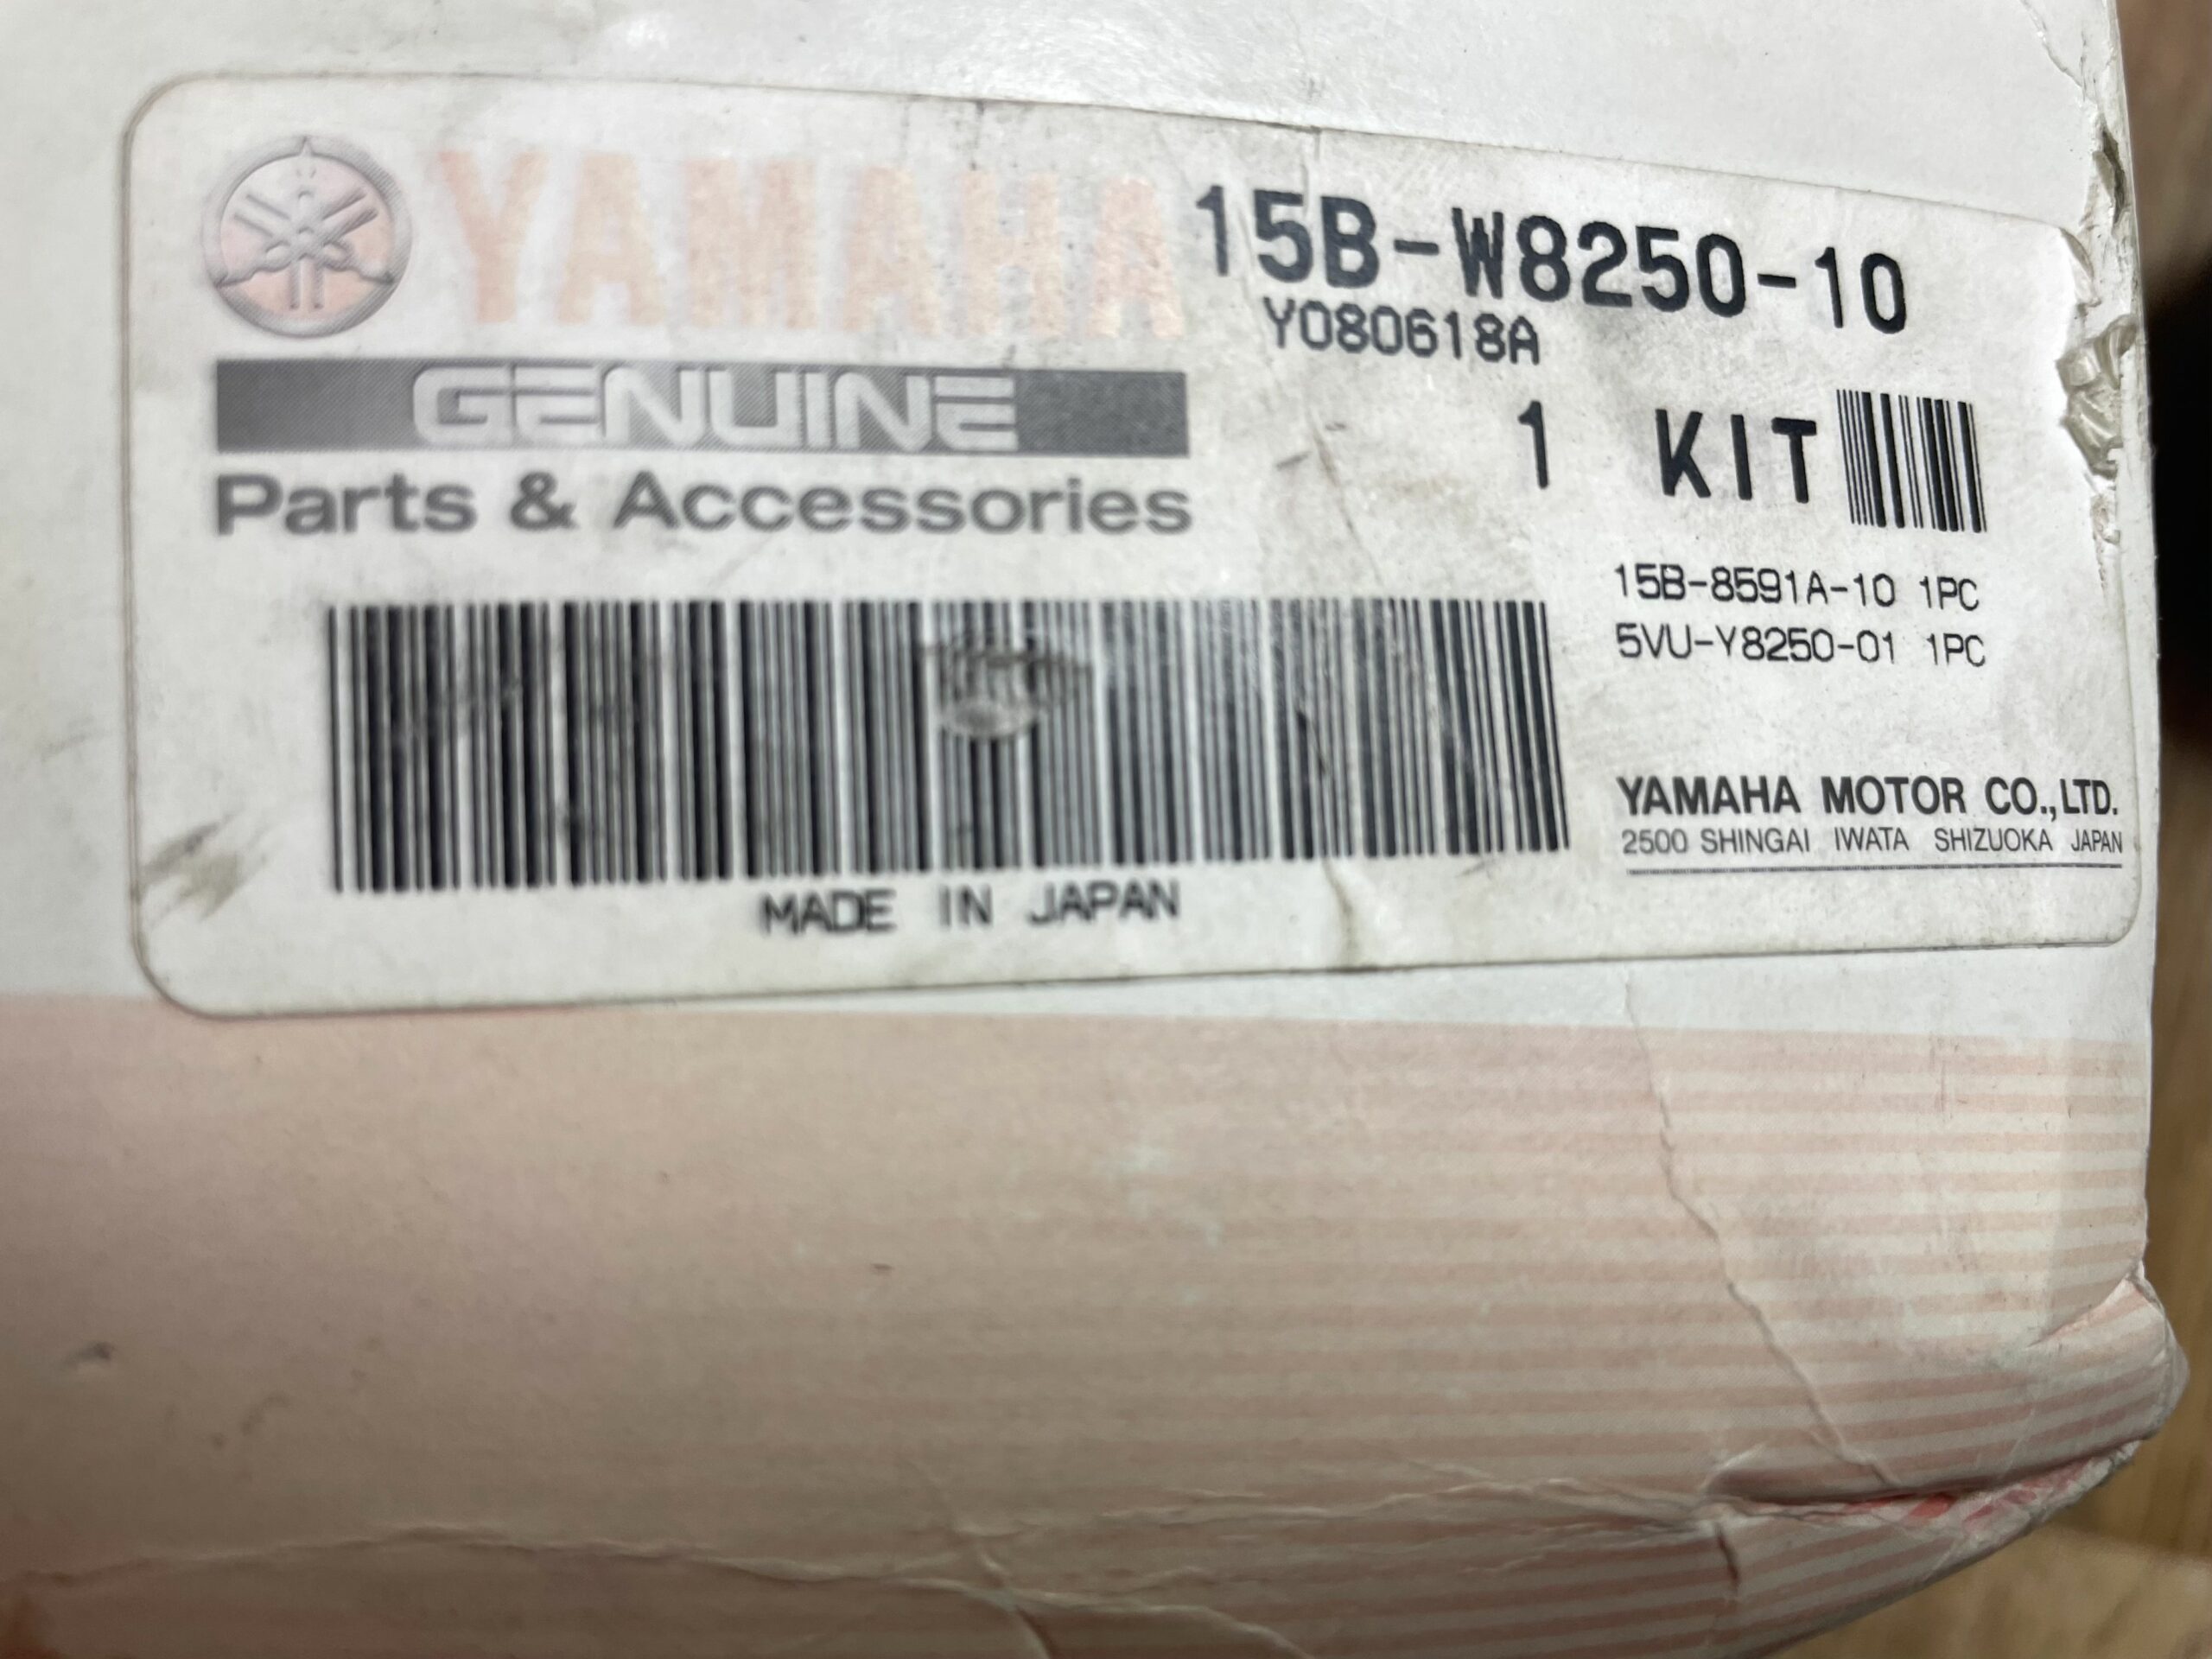 YAMAHA
15B-W8250-10
Y080618A
GENUINE
1 KIT
Parts & Accessories
15B-8591A-10 1PC
5VU-Y8250-01 1PC
YAMAHA MOTOR CO.,LTD.
2500 SHINGAI IWATA SHIZUOKA JAPAN
MADE IN JAPAN